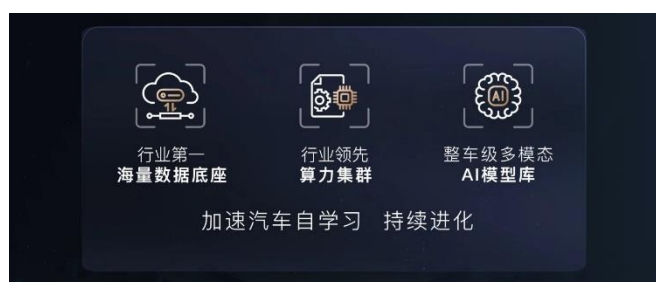 AI
行业第一
海量数据底座
行业领先
算力集群
整车级多模态
AI模型库
加速汽车自学习 持续进化